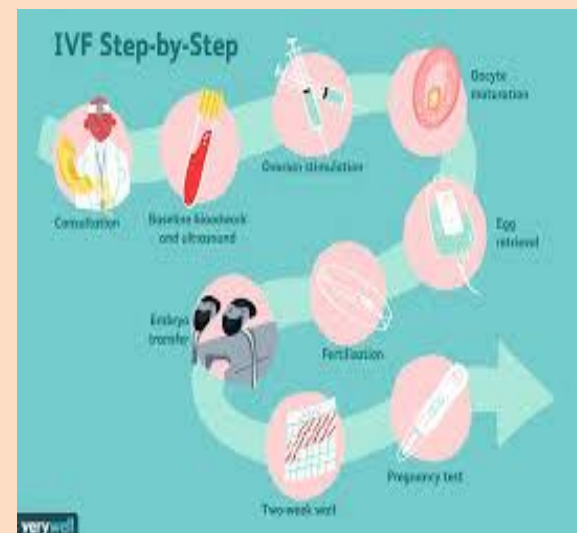 IVF Step-by-Step
Consultation
Baseline bloodwork
and ultrasound
Ovarian stimulation
Oocyte
maturation
Egg
retrieval
Fertilization
Embryo
transfer
Two-week wait
Pregnancy test
verywell